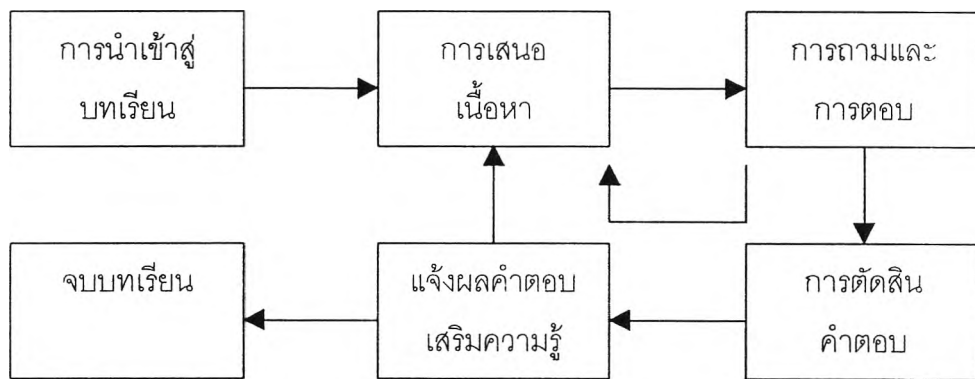 การนำเข้าสู่
บทเรียน
การเสนอ
เนื้อหา
การถามและ
การตอบ
จบบทเรียน
แจ้งผลคำตอบ
เสริมความรู้
การตัดสิน
คำตอบ